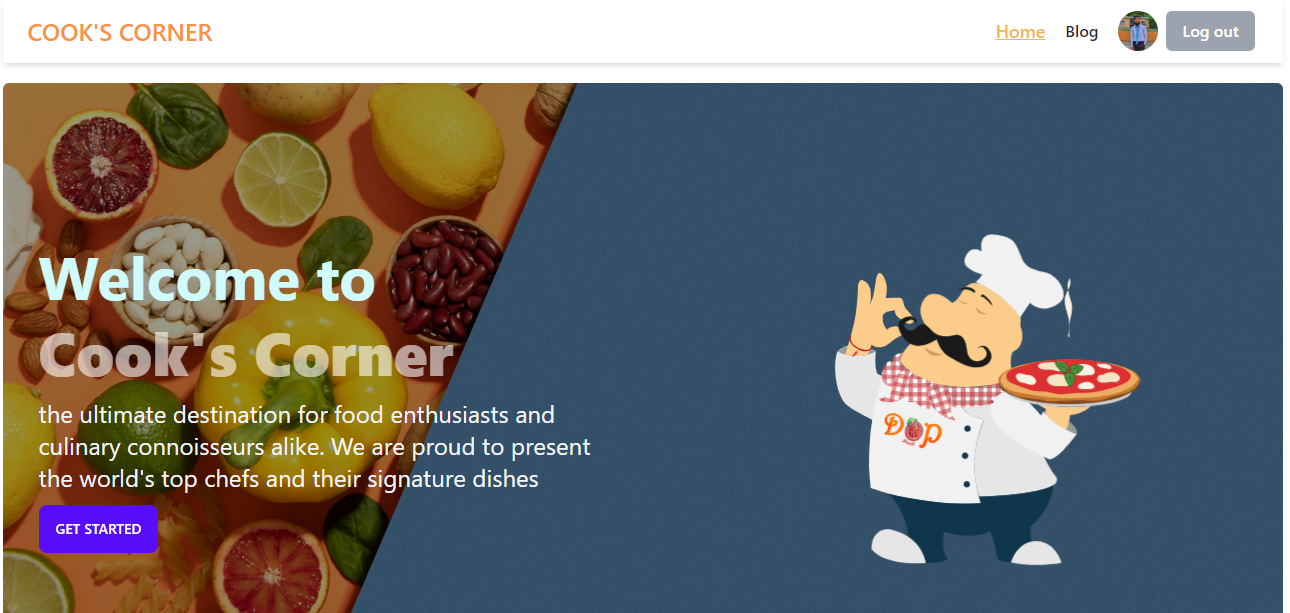 COOK'S CORNER
Home
Blog
Log out
Welcome to
Cook's Corner
the ultimate destination for food enthusiasts and
culinary connoisseurs alike. We are proud to present
the world's top chefs and their signature dishes
GET STARTED
DOP